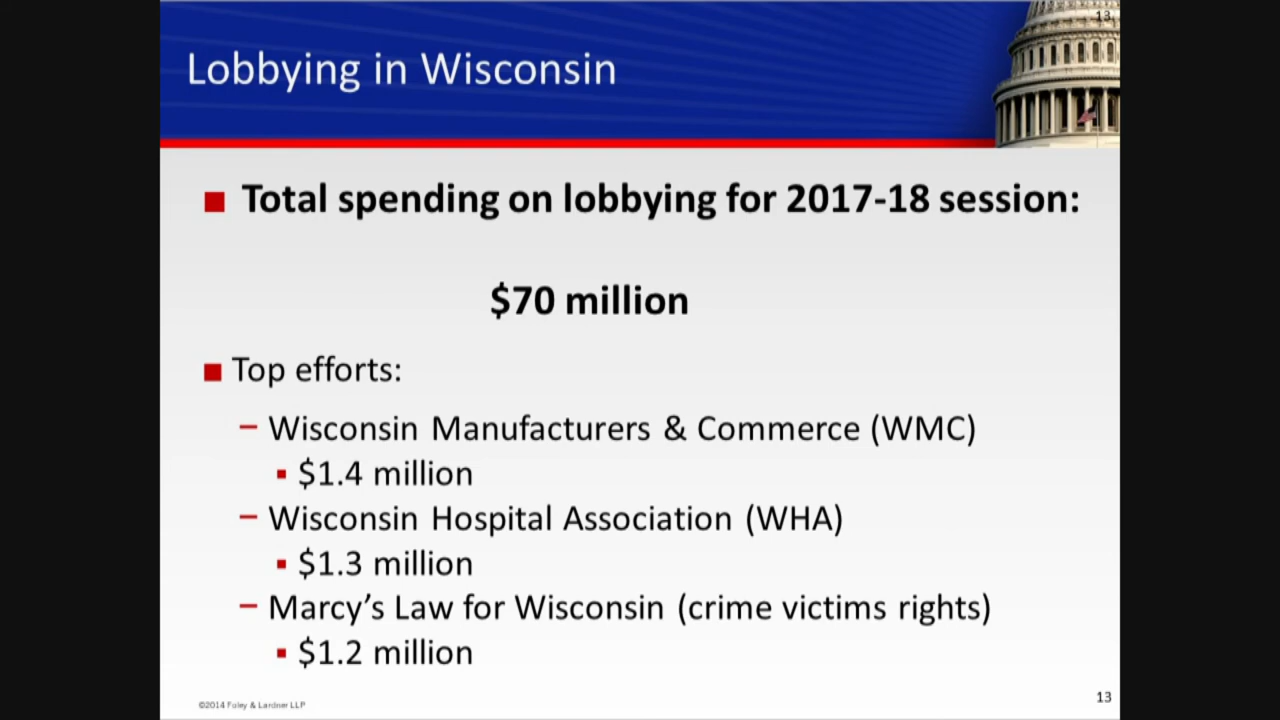 13
Lobbying in Wisconsin
■ Total spending on lobbying for 2017-18 session:
$70 million
■ Top efforts:
– Wisconsin Manufacturers & Commerce (WMC)
▪ $1.4 million
– Wisconsin Hospital Association (WHA)
▪ $1.3 million
– Marcy’s Law for Wisconsin (crime victims rights)
▪ $1.2 million
©2014 Foley & Lardner LLP
13